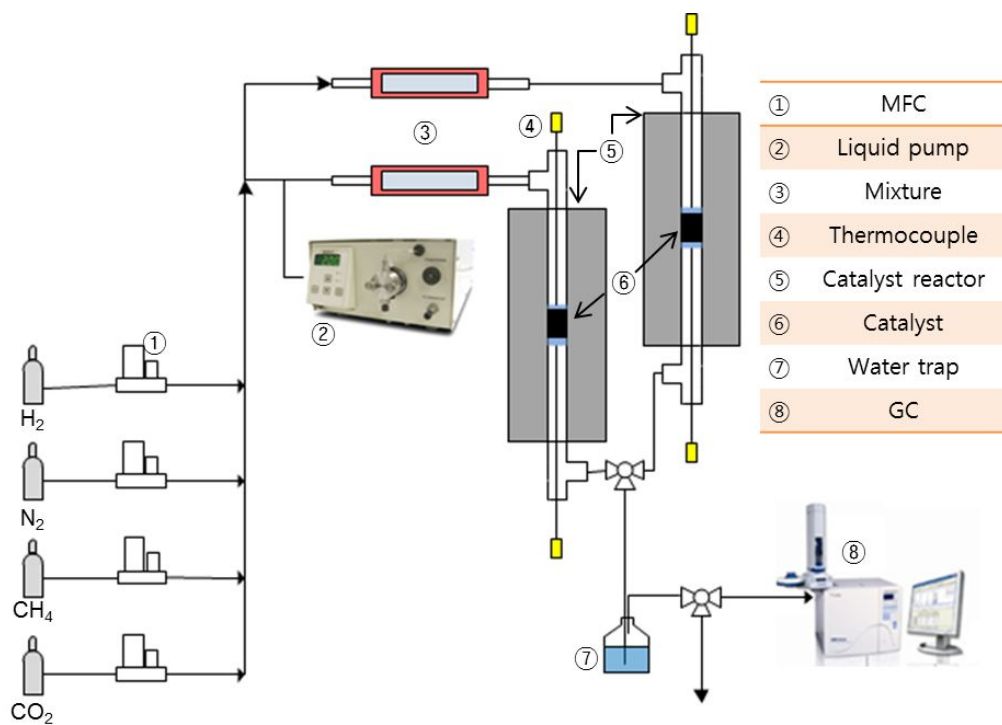 ③
④
⑤
① MFC
② Liquid pump
③ Mixture
④ Thermocouple
⑤ Catalyst reactor
⑥ Catalyst
⑦ Water trap
⑧ GC
⑥
②
①
H₂
N₂
CH₄
CO₂
⑦
⑧